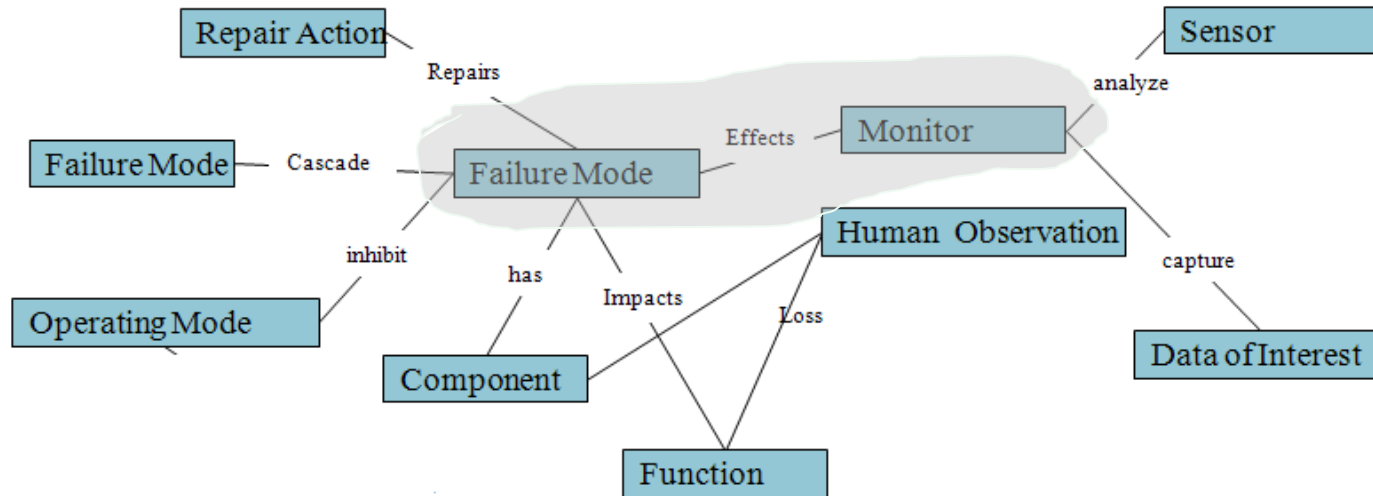 Repair Action
Sensor
Repairs
analyze
Effects
Monitor
Failure Mode
Cascade
Failure Mode
Human Observation
inhibit
has
capture
Impacts
Loss
Operating Mode
Data of Interest
Component
Function